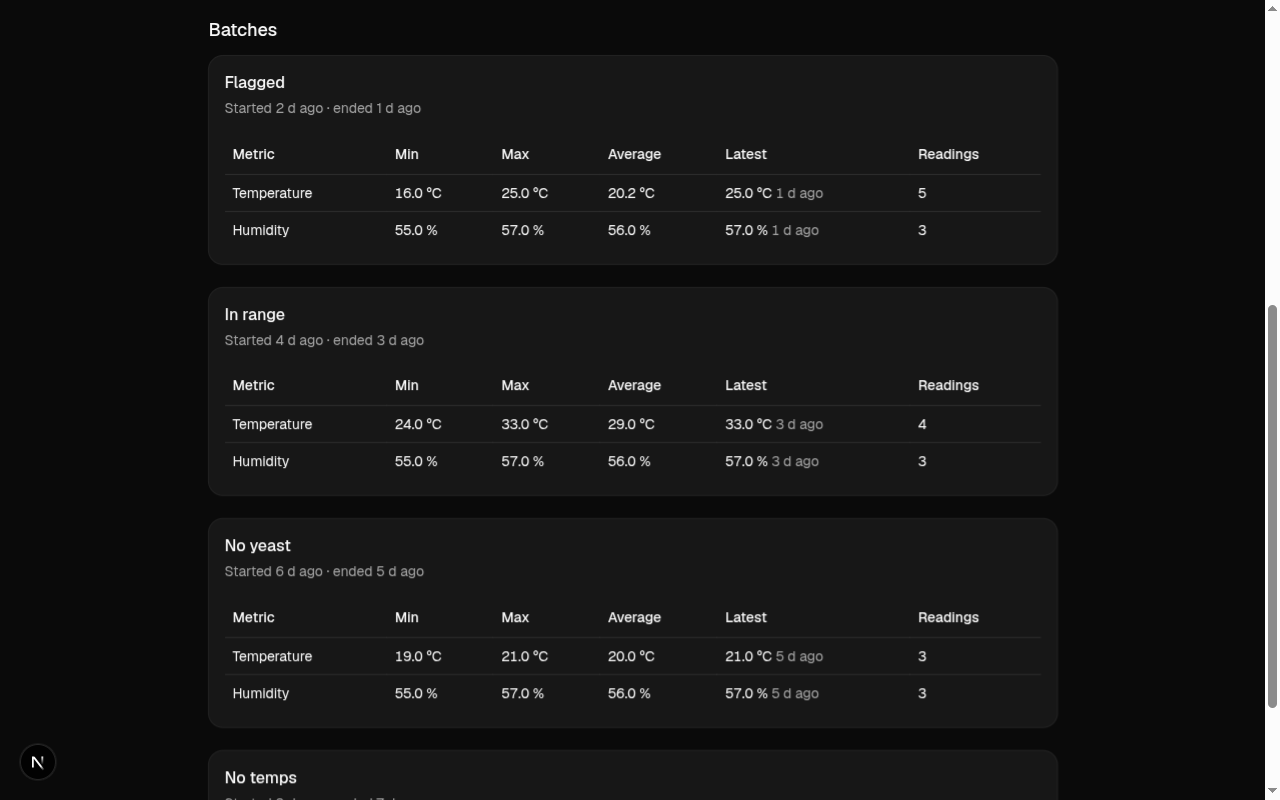 Batches
Flagged
Started 2 d ago · ended 1 d ago
Metric Min Max Average Latest Readings
Temperature 16.0 °C 25.0 °C 20.2 °C 25.0 °C 1 d ago 5
Humidity 55.0 % 57.0 % 56.0 % 57.0 % 1 d ago 3
In range
Started 4 d ago · ended 3 d ago
Metric Min Max Average Latest Readings
Temperature 24.0 °C 33.0 °C 29.0 °C 33.0 °C 3 d ago 4
Humidity 55.0 % 57.0 % 56.0 % 57.0 % 3 d ago 3
No yeast
Started 6 d ago · ended 5 d ago
Metric Min Max Average Latest Readings
Temperature 19.0 °C 21.0 °C 20.0 °C 21.0 °C 5 d ago 3
Humidity 55.0 % 57.0 % 56.0 % 57.0 % 5 d ago 3
N
No temps